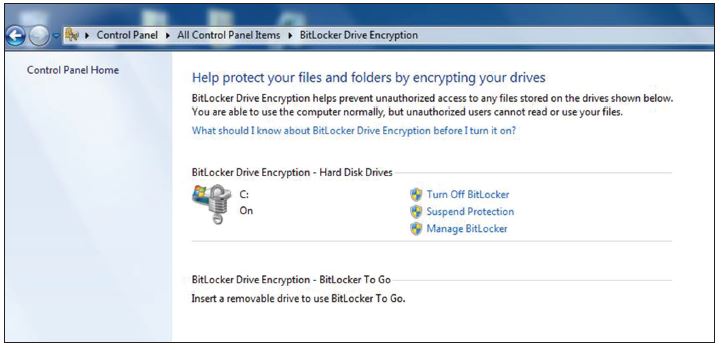 Control Panel ▸ All Control Panel Items ▸ BitLocker Drive Encryption
Control Panel Home
Help protect your files and folders by encrypting your drives
BitLocker Drive Encryption helps prevent unauthorized access to any files stored on the drives shown below.
You are able to use the computer normally, but unauthorized users cannot read or use your files.
What should I know about BitLocker Drive Encryption before I turn it on?
BitLocker Drive Encryption - Hard Disk Drives
C:
On
Turn Off BitLocker
Suspend Protection
Manage BitLocker
BitLocker Drive Encryption - BitLocker To Go
Insert a removable drive to use BitLocker To Go.